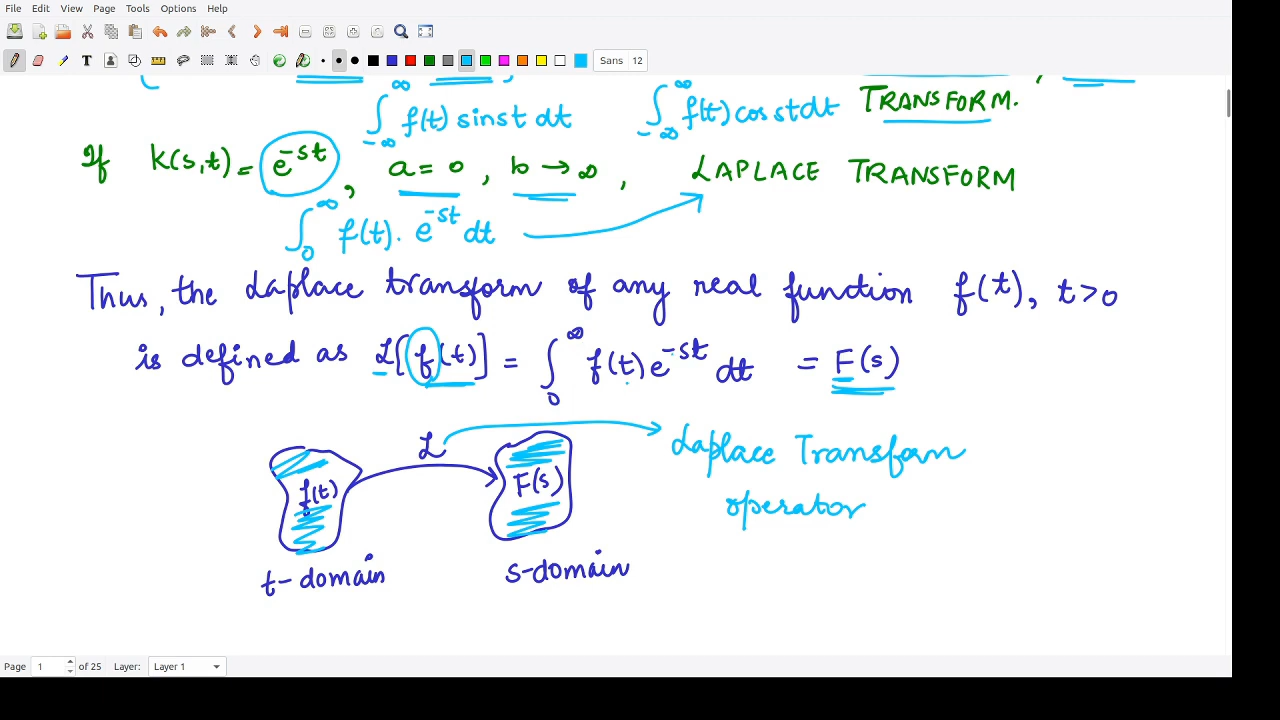 File Edit View Page Tools Options Help
Sans 12
∫_{-∞}^{∞} f(t) sinst dt ∫_{-∞}^{∞} f(t) cos st dt TRANSFORM.
If K(s,t) = e^{-st}, a = 0, b → ∞, LAPLACE TRANSFORM
∫_0^∞ f(t). e^{-st} dt
Thus, the Laplace transform of any real function f(t), t>0
is defined as L[f(t)] = ∫_0^∞ f(t) e^{-st} dt = F(s)
L
Laplace Transform
operator
f(t) F(s)
t-domain s-domain
Page 1 of 25 Layer: Layer 1